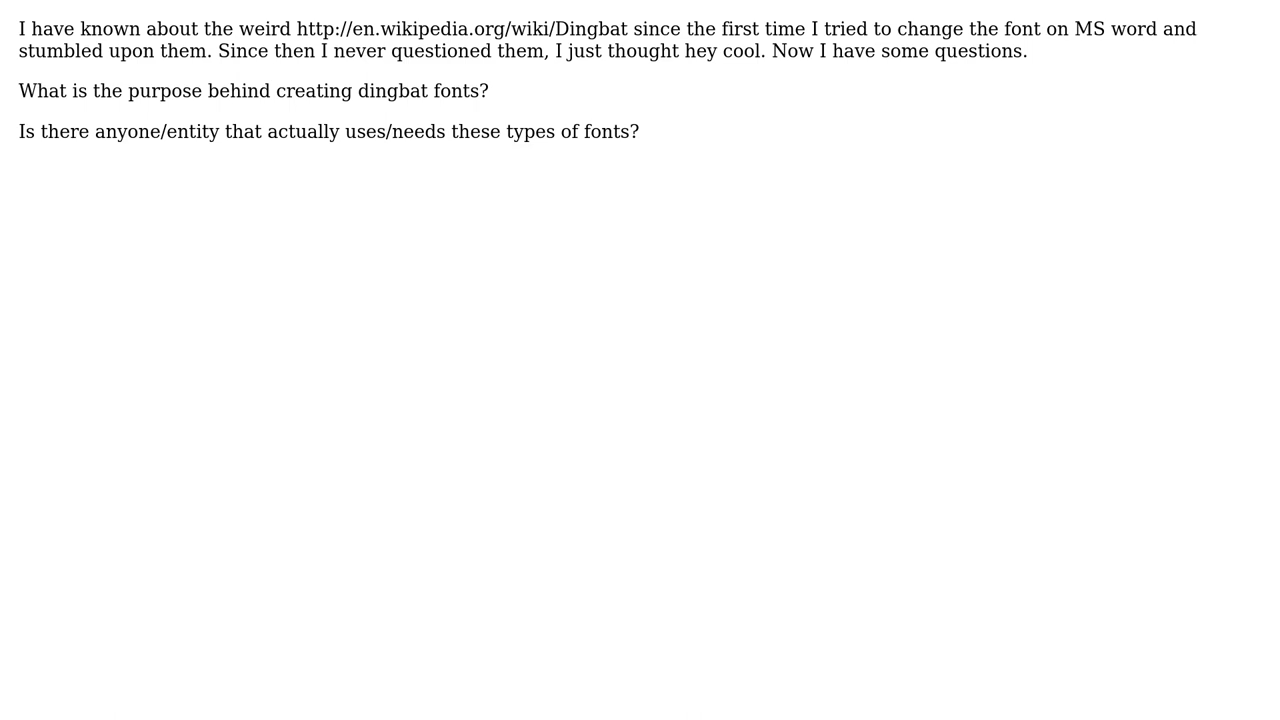 I have known about the weird http://en.wikipedia.org/wiki/Dingbat since the first time I tried to change the font on MS word and
stumbled upon them. Since then I never questioned them, I just thought hey cool. Now I have some questions.
What is the purpose behind creating dingbat fonts?
Is there anyone/entity that actually uses/needs these types of fonts?